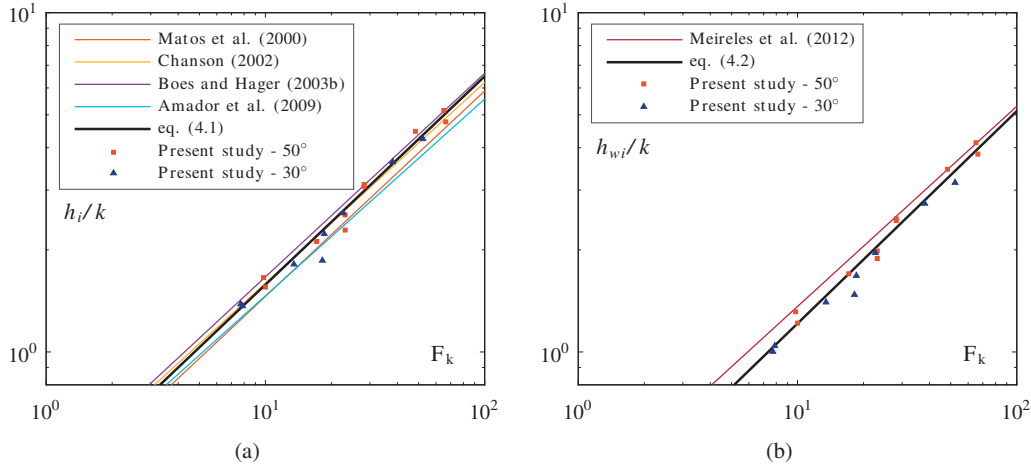 10^1
Matos et al. (2000)
Chanson (2002)
Boes and Hager (2003b)
Amador et al. (2009)
eq. (4.1)
Present study - 50°
Present study - 30°
h_i/k
10^0
F_k
10^0
10^1
10^2
(a)
10^1
Meireles et al. (2012)
eq. (4.2)
Present study - 50°
Present study - 30°
h_{wi}/k
10^0
F_k
10^0
10^1
10^2
(b)